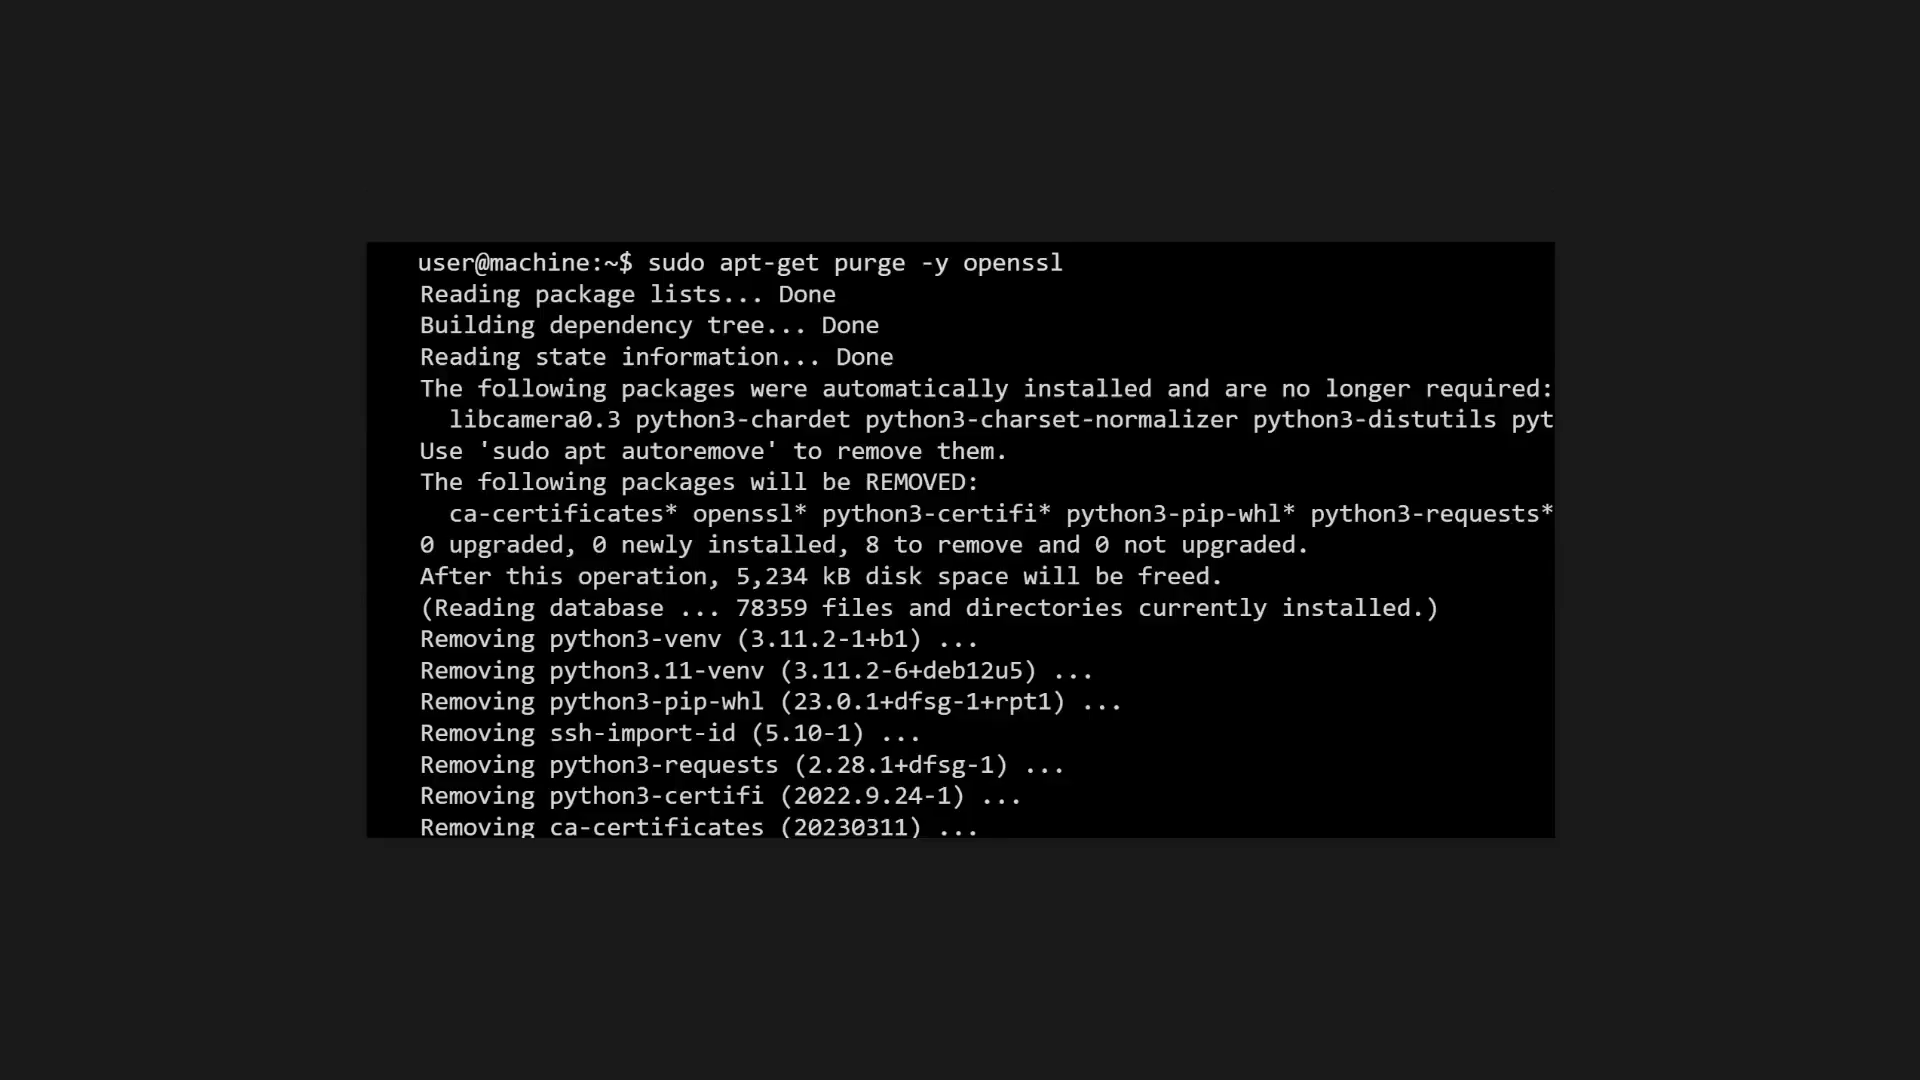 user@machine:~$ sudo apt-get purge -y openssl
Reading package lists... Done
Building dependency tree... Done
Reading state information... Done
The following packages were automatically installed and are no longer required:
  libcamera0.3 python3-chardet python3-charset-normalizer python3-distutils pyt
Use 'sudo apt autoremove' to remove them.
The following packages will be REMOVED:
  ca-certificates* openssl* python3-certifi* python3-pip-whl* python3-requests*
0 upgraded, 0 newly installed, 8 to remove and 0 not upgraded.
After this operation, 5,234 kB disk space will be freed.
(Reading database ... 78359 files and directories currently installed.)
Removing python3-venv (3.11.2-1+b1) ...
Removing python3.11-venv (3.11.2-6+deb12u5) ...
Removing python3-pip-whl (23.0.1+dfsg-1+rpt1) ...
Removing ssh-import-id (5.10-1) ...
Removing python3-requests (2.28.1+dfsg-1) ...
Removing python3-certifi (2022.9.24-1) ...
Removing ca-certificates (20230311) ...